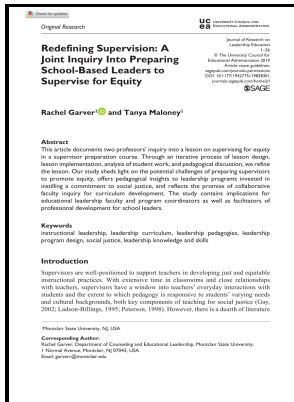 Check for updates
Original Research
UC
EA
UNIVERSITY COUNCIL FOR
EDUCATIONAL ADMINISTRATION
Redefining Supervision: A
Joint Inquiry Into Preparing
School-Based Leaders to
Supervise for Equity
Journal of Research on
Leadership Education
1–26
© The University Council for
Educational Administration 2019
Article reuse guidelines:
sagepub.com/journals-permissions
journals.sagepub.com/home/jrl
SAGE
Rachel Garver¹ and Tanya Maloney¹
Abstract
This article documents two professors' inquiry into a lesson on supervising for equity
in a supervisor preparation course. Through an iterative process of lesson design,
lesson implementation, analysis of student work, and pedagogical discussion, we refine
the lesson. Our study sheds light on the potential challenges of preparing supervisors
to promote equity, offers pedagogical insights to leadership programs invested in
instilling a commitment to social justice, and reflects the promise of collaborative
faculty inquiry for curriculum development. The study contains implications for
educational leadership faculty and program coordinators as well as facilitators of
professional development for school leaders.
Keywords
instructional leadership, leadership curriculum, leadership pedagogies, leadership
program design, social justice, leadership knowledge and skills
Introduction
Supervisors are well-positioned to support teachers in developing just and equitable
instructional practices. With extensive time in classrooms and close relationships
with teachers, supervisors have a window into teachers' everyday interactions with
students and the extent to which pedagogy is responsive to students' varying needs
and cultural backgrounds, both key components of teaching for social justice (Gay,
2002; Ladson-Billings, 1995; Peterson, 1998). However, there is a dearth of literature
¹Montclair State University, NJ, USA
Corresponding Author:
Rachel Garver, Department of Counseling and Educational Leadership, Montclair State University,
1 Normal Avenue, Montclair, NJ 07043, USA.
Email: garverr@montclair.edu